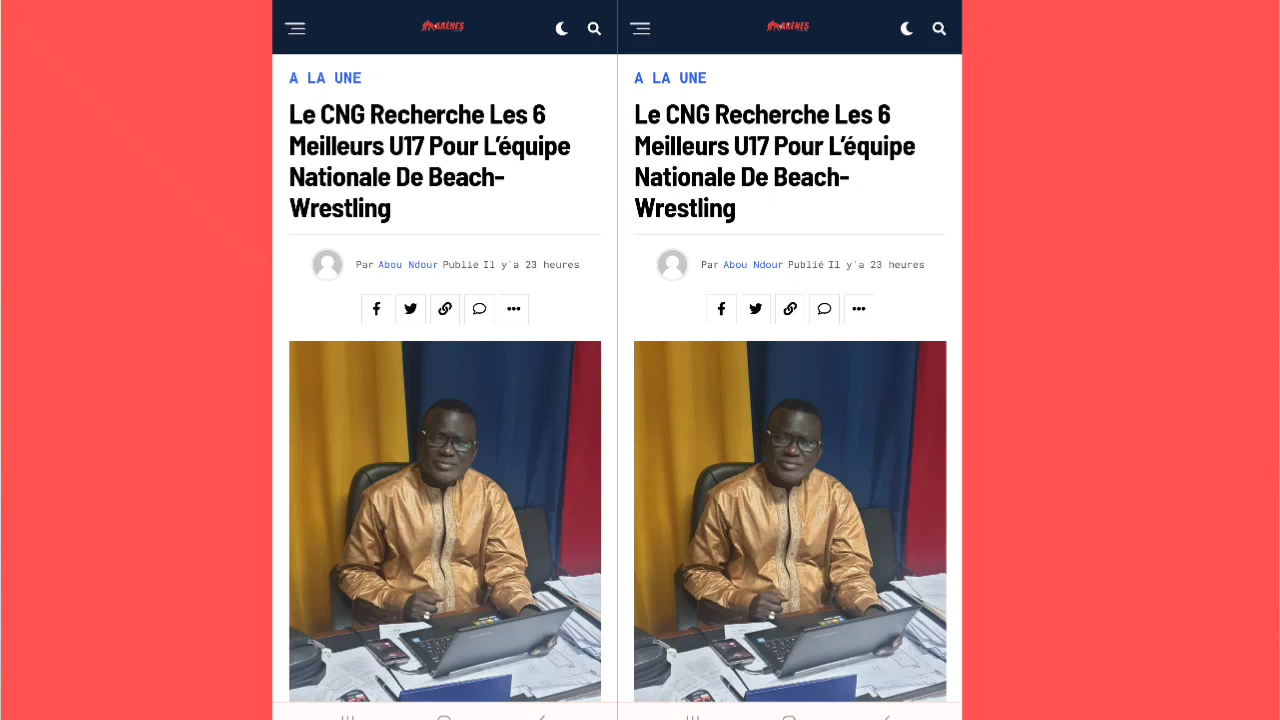 ARÈNES
A LA UNE
Le CNG Recherche Les 6
Meilleurs U17 Pour L’équipe
Nationale De Beach-
Wrestling
Par Abou Ndour Publié Il y'a 23 heures
ARÈNES
A LA UNE
Le CNG Recherche Les 6
Meilleurs U17 Pour L’équipe
Nationale De Beach-
Wrestling
Par Abou Ndour Publié Il y'a 23 heures